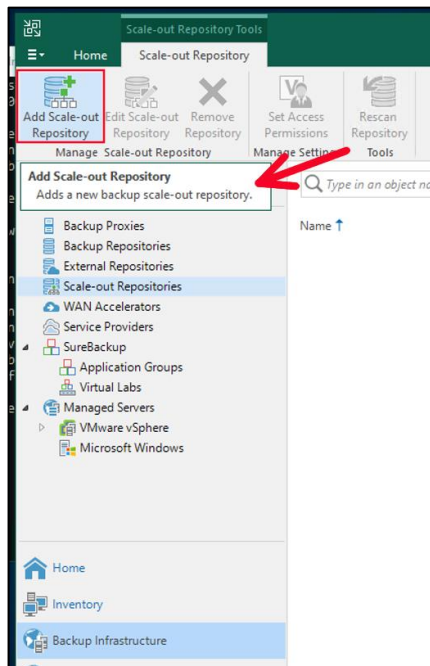 Scale-out Repository Tools
Home Scale-out Repository
Add Scale-out Repository
Edit Scale-out Repository
Remove Repository
Set Access Permissions
Rescan Repository
Manage Scale-out Repository
Manage Settin
Tools
Add Scale-out Repository
Adds a new backup scale-out repository.
Type in an object na
Name
Backup Proxies
Backup Repositories
External Repositories
Scale-out Repositories
WAN Accelerators
Service Providers
SureBackup
Application Groups
Virtual Labs
Managed Servers
VMware vSphere
Microsoft Windows
Home
Inventory
Backup Infrastructure